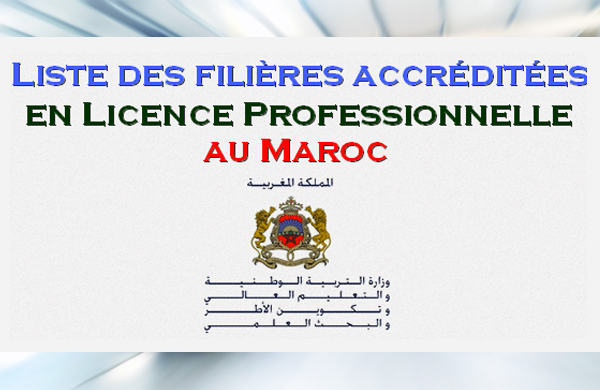 LISTE DES FILIÈRES ACCRÉDITÉES
EN LICENCE PROFESSIONNELLE
AU MAROC
المملكة المغربية
وزارة التربية الوطنية
والتعليم العالي
وتكوين الأطر
والبحث العلمي